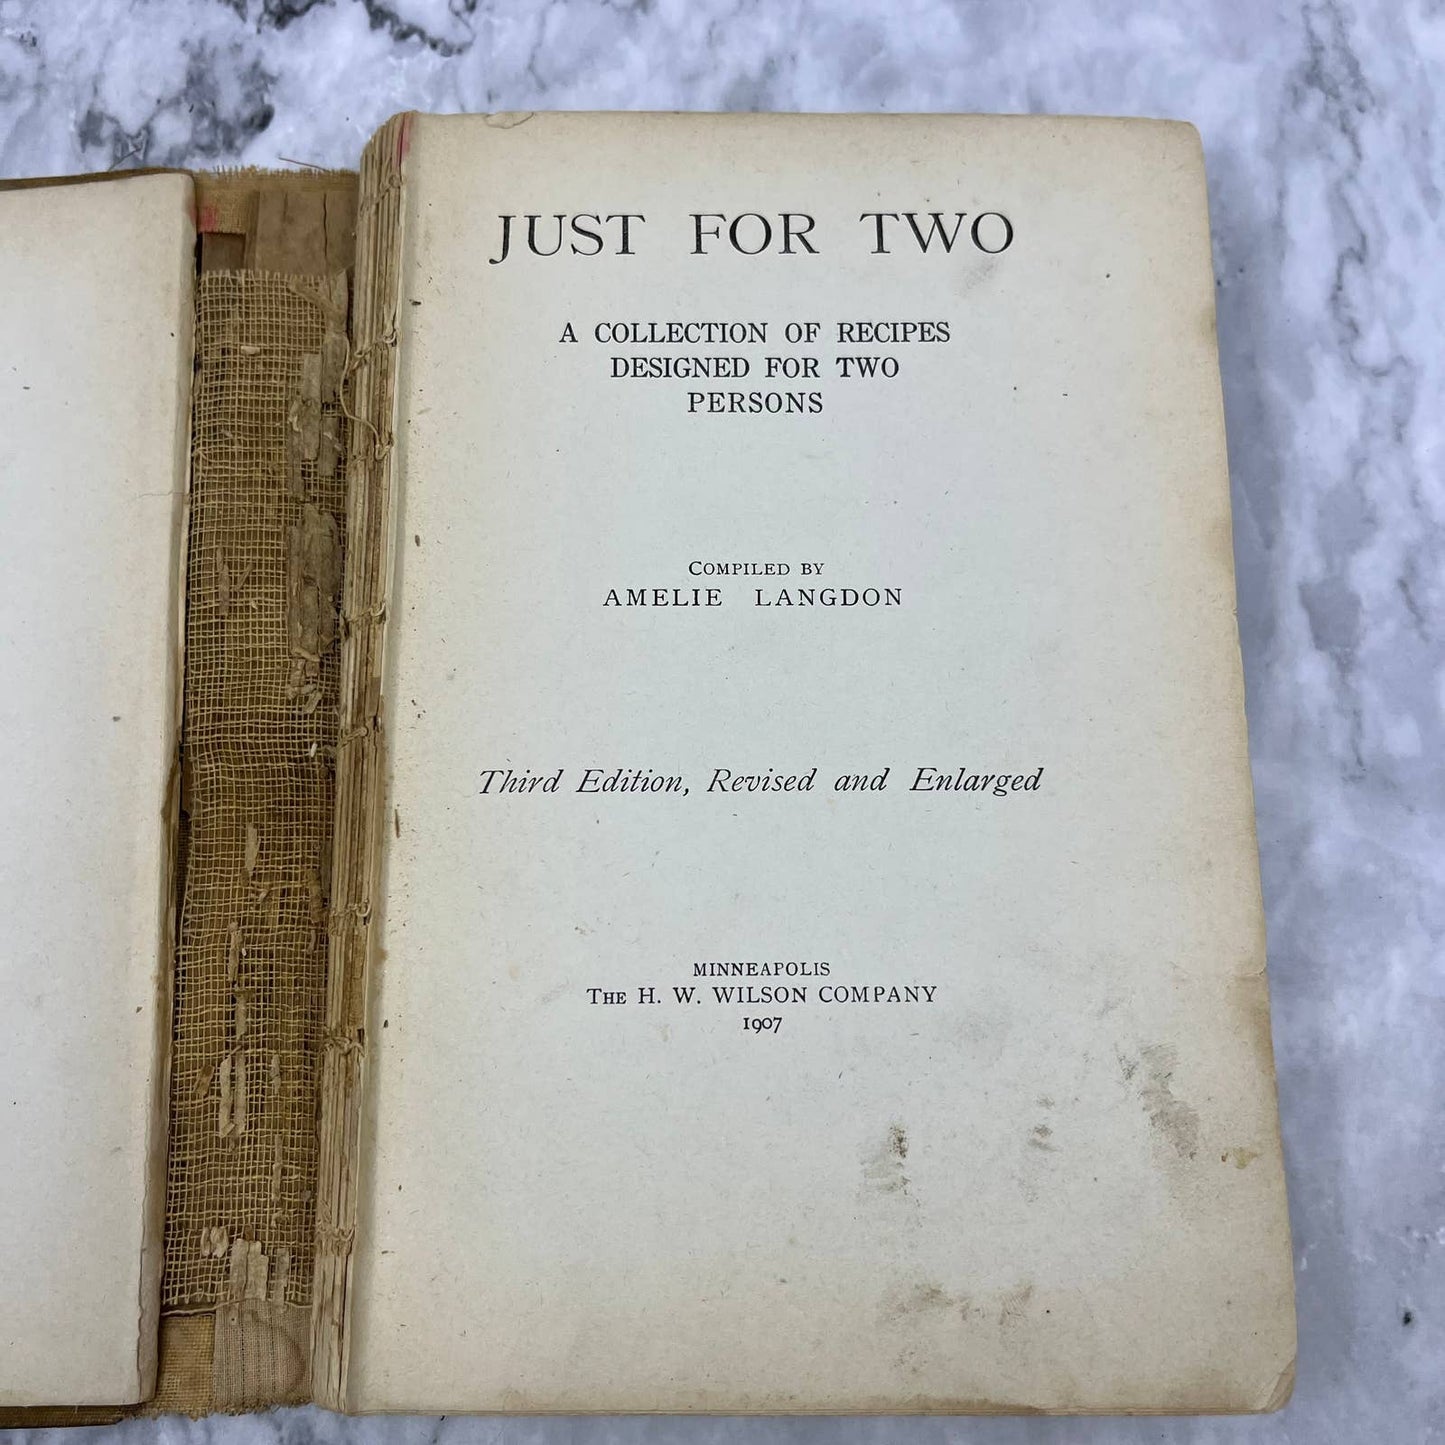 JUST FOR TWO
A COLLECTION OF RECIPES
DESIGNED FOR TWO
PERSONS
COMPILED BY
AMELIE LANGDON
Third Edition, Revised and Enlarged
MINNEAPOLIS
THE H. W. WILSON COMPANY
1907